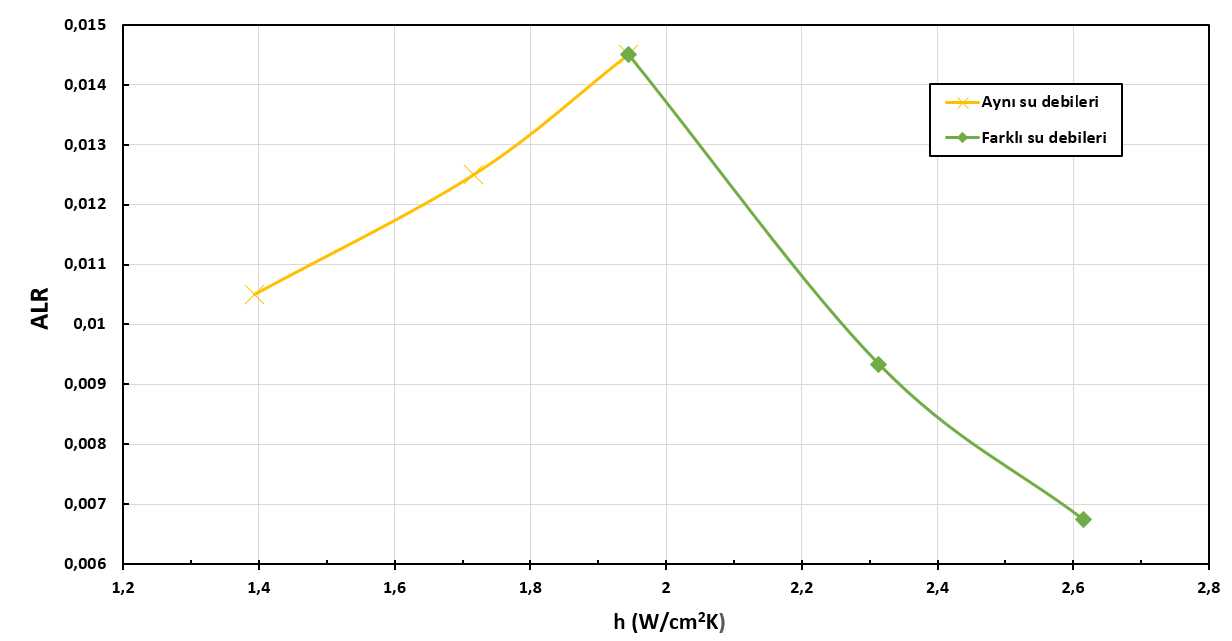 0,015
0,014
0,013
0,012
0,011
0,01
0,009
0,008
0,007
0,006
ALR
Aynı su debileri
Farklı su debileri
1,2 1,4 1,6 1,8 2 2,2 2,4 2,6 2,8
h (W/cm²K)